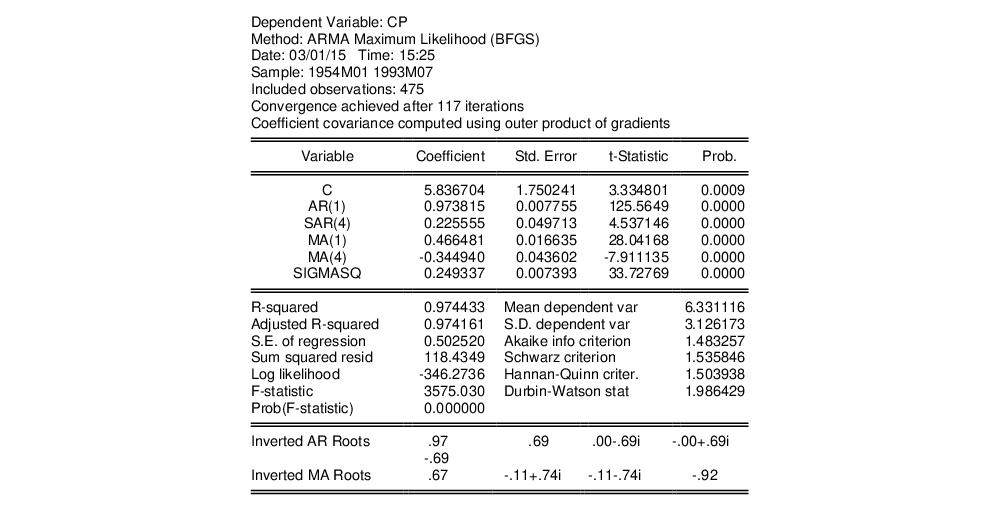 Dependent Variable: CP
Method: ARMA Maximum Likelihood (BFGS)
Date: 03/01/15 Time: 15:25
Sample: 1954M01 1993M07
Included observations: 475
Convergence achieved after 117 iterations
Coefficient covariance computed using outer product of gradients
Variable Coefficient Std. Error t-Statistic Prob.
C 5.836704 1.750241 3.334801 0.0009
AR(1) 0.973815 0.007755 125.5649 0.0000
SAR(4) 0.225555 0.049713 4.537146 0.0000
MA(1) 0.466481 0.016635 28.04168 0.0000
MA(4) -0.344940 0.043602 -7.911135 0.0000
SIGMASQ 0.249337 0.007393 33.72769 0.0000
R-squared 0.974433 Mean dependent var 6.331116
Adjusted R-squared 0.974161 S.D. dependent var 3.126173
S.E. of regression 0.502520 Akaike info criterion 1.483257
Sum squared resid 118.4349 Schwarz criterion 1.535846
Log likelihood -346.2736 Hannan-Quinn criter. 1.503938
F-statistic 3575.030 Durbin-Watson stat 1.986429
Prob(F-statistic) 0.000000
Inverted AR Roots .97 .69 .00-.69i -.00+.69i
-.69
Inverted MA Roots .67 -.11+.74i -.11-.74i -.92